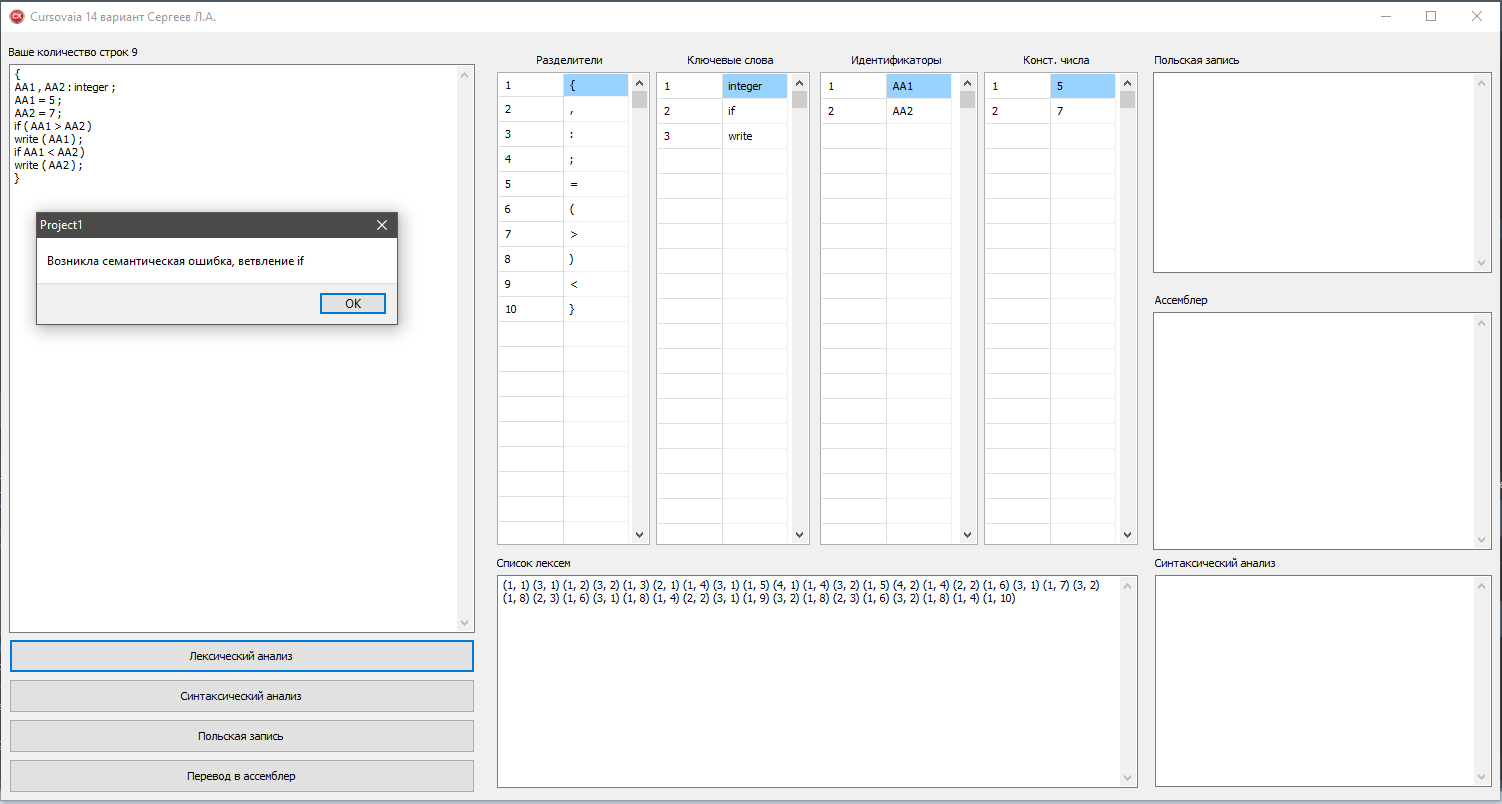 Cursovaia 14 вариант Сергеев Л.А.
Ваше количество строк 9
{
AA1 , AA2 : integer ;
AA1 = 5 ;
AA2 = 7 ;
if ( AA1 > AA2 )
write ( AA1 ) ;
if AA1 < AA2 )
write ( AA2 ) ;
}
Project1
Возникла семантическая ошибка, ветвление if
OK
Лексический анализ
Синтаксический анализ
Польская запись
Перевод в ассемблер
Разделители
1 {
2 ,
3 :
4 ;
5 =
6 (
7 >
8 )
9 <
10 }
Ключевые слова
1 integer
2 if
3 write
Идентификаторы
1 AA1
2 AA2
Конст. числа
1 5
2 7
Список лексем
(1, 1) (3, 1) (1, 2) (3, 2) (1, 3) (2, 1) (1, 4) (3, 1) (1, 5) (4, 1) (1, 4) (3, 2) (1, 5) (4, 2) (1, 4) (2, 2) (1, 6) (3, 1) (1, 7) (3, 2)
(1, 8) (2, 3) (1, 6) (3, 1) (1, 8) (1, 4) (2, 2) (3, 1) (1, 9) (3, 2) (1, 8) (2, 3) (1, 6) (3, 2) (1, 8) (1, 4) (1, 10)
Польская запись
Ассемблер
Синтаксический анализ